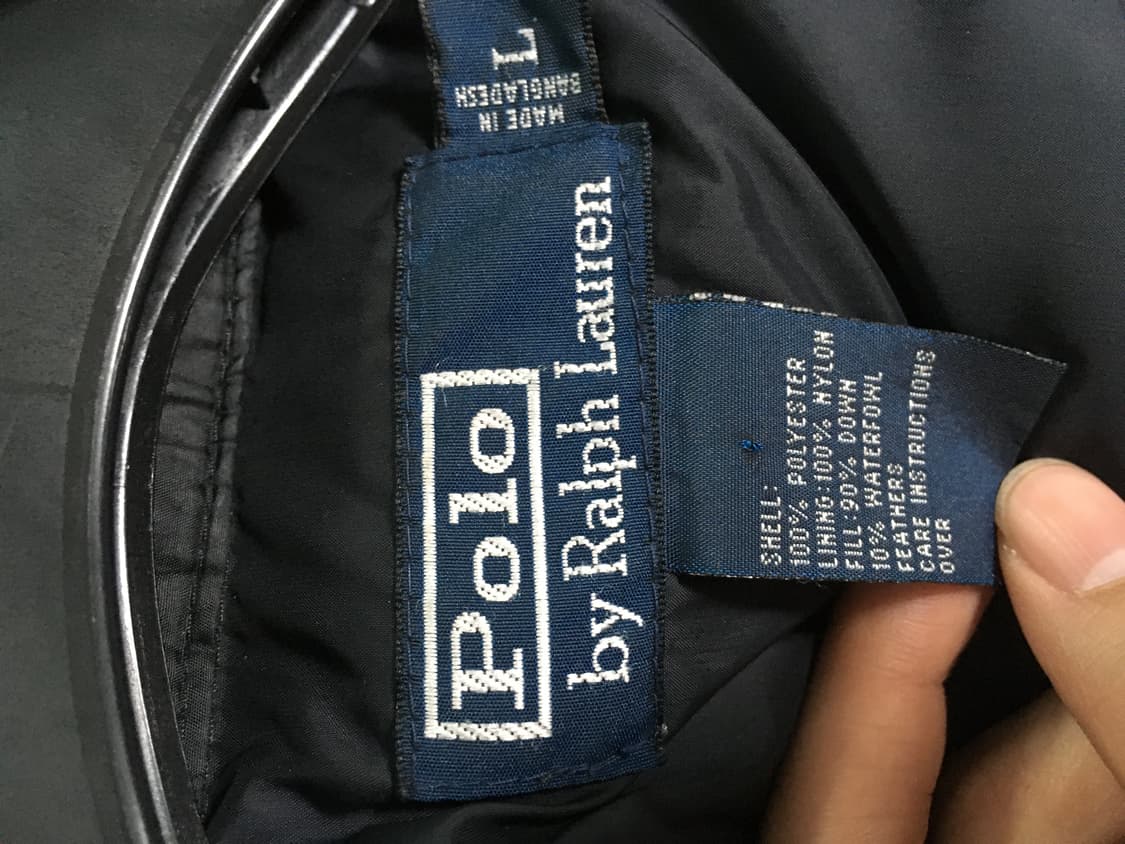 L
MADE IN
BANGLADESH
Polo
by Ralph Lauren
SHELL:
100% POLYESTER
LINING:100% NYLON
FILL:90% DOWN
10% WATERFOWL
FEATHERS
CARE INSTRUCTIONS
OVER